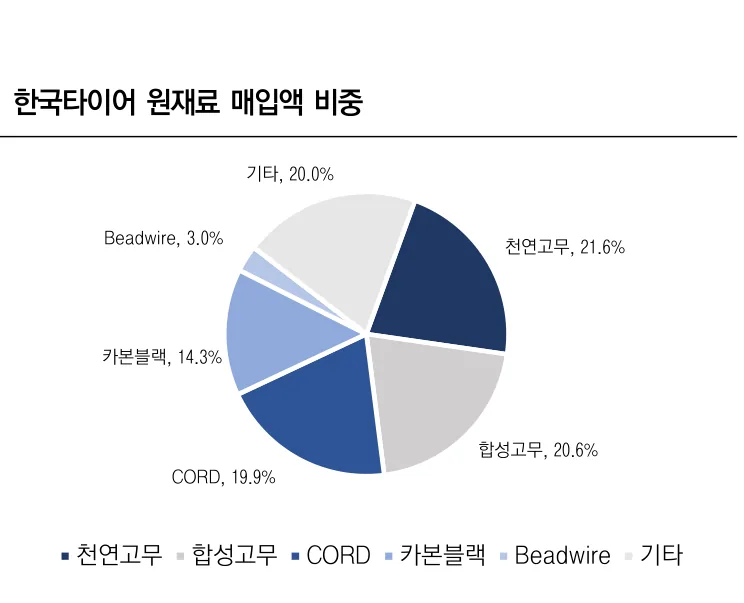 한국타이어 원재료 매입액 비중
기타, 20.0%
Beadwire, 3.0%
천연고무, 21.6%
카본블랙, 14.3%
합성고무, 20.6%
CORD, 19.9%
천연고무 합성고무 CORD 카본블랙 Beadwire 기타